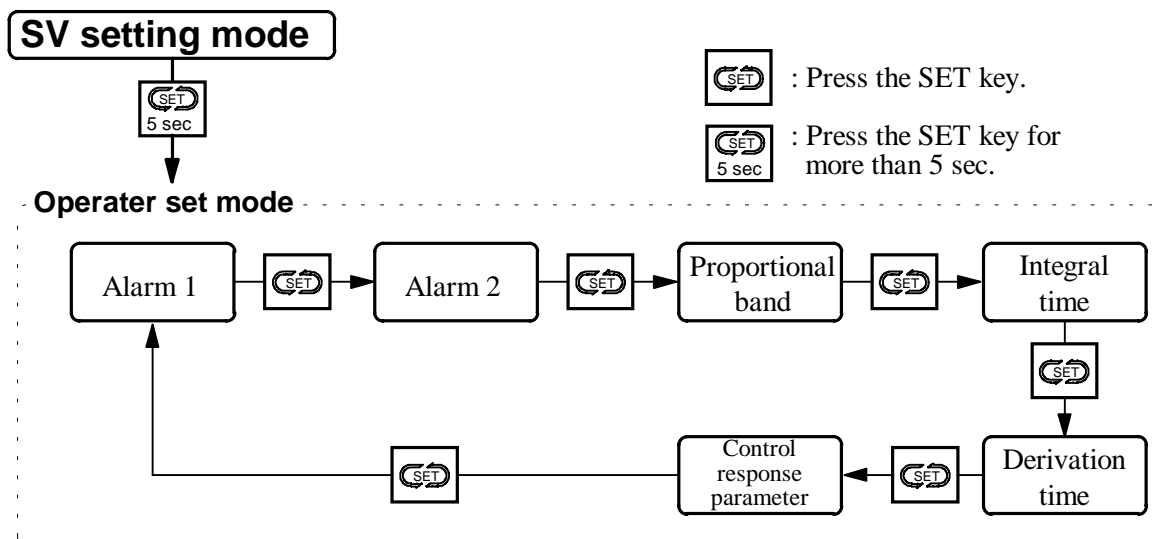 SV setting mode
SET
5 sec
SET
: Press the SET key.
SET
5 sec
: Press the SET key for
more than 5 sec.
Operater set mode
Alarm 1
SET
Alarm 2
SET
Proportional
band
SET
Integral
time
SET
Derivation
time
SET
Control
response
parameter
SET